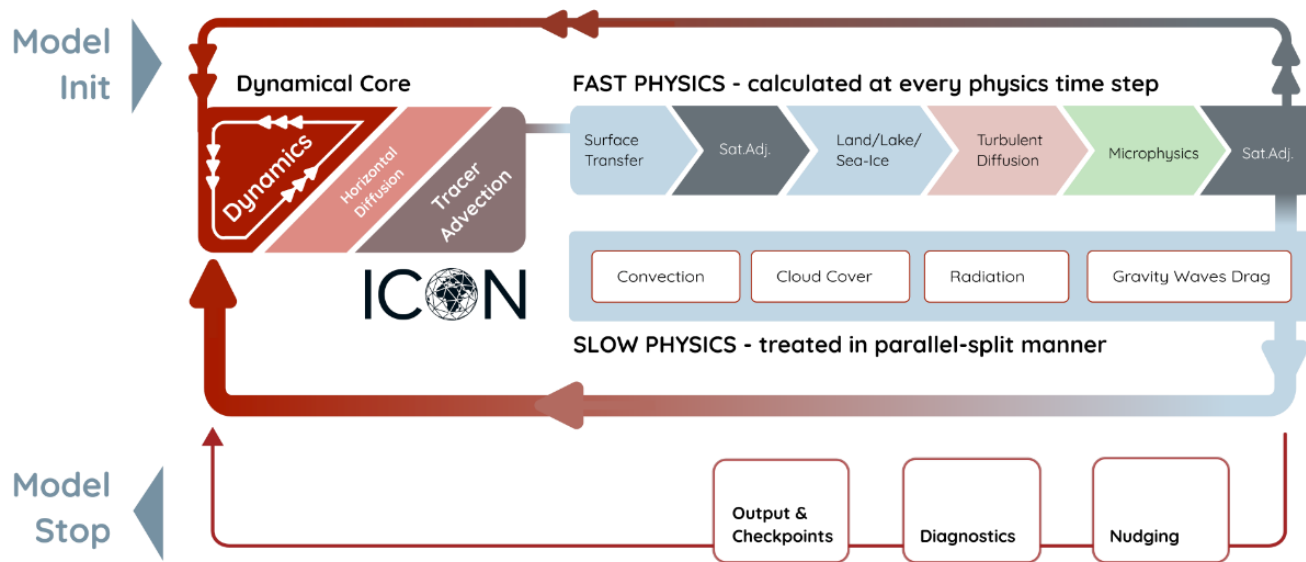 Model
Init
Dynamical Core
FAST PHYSICS - calculated at every physics time step
Dynamics
Horizontal
Diffusion
Tracer
Advection
Surface
Transfer
Sat.Adj.
Land/Lake/
Sea-Ice
Turbulent
Diffusion
Microphysics
Sat.Adj.
ICON
Convection
Cloud Cover
Radiation
Gravity Waves Drag
SLOW PHYSICS - treated in parallel-split manner
Model
Stop
Output &
Checkpoints
Diagnostics
Nudging